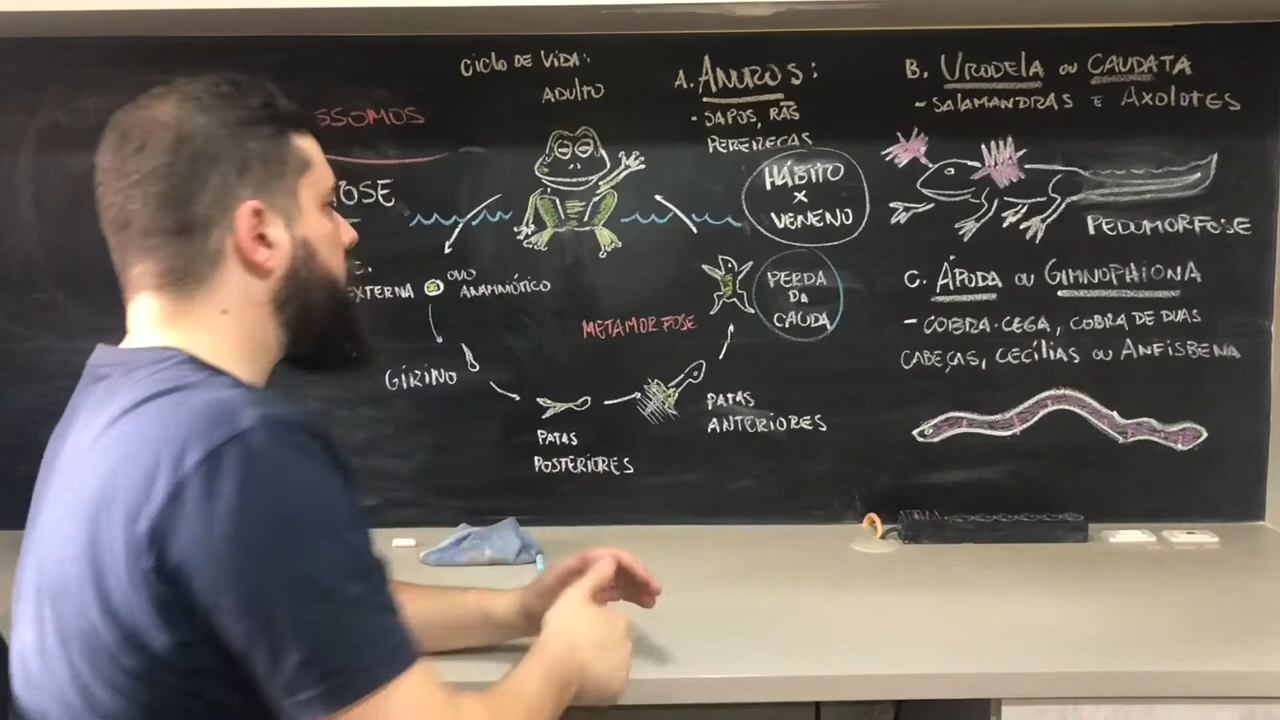 CICLO DE VIDA:
ADULTO
SSOMOS
OSE
EXTERNA
OVO
ANAMNIÓTICO
GIRINO
PATAS
POSTERIORES
PATAS
ANTERIORES
METAMORFOSE
PERDA
DA
CAUDA
A. ANUROS:
- SAPOS, RÃS
PERERECAS
HÁBITO
X
VENENO
B. URODELA OU CAUDATA
- SALAMANDRAS E AXOLOTES
PEDOMORFOSE
C. ÁPODA OU GIMNOPHIONA
- COBRA-CEGA, COBRA DE DUAS
CABEÇAS, CECÍLIAS OU ANFISBENA